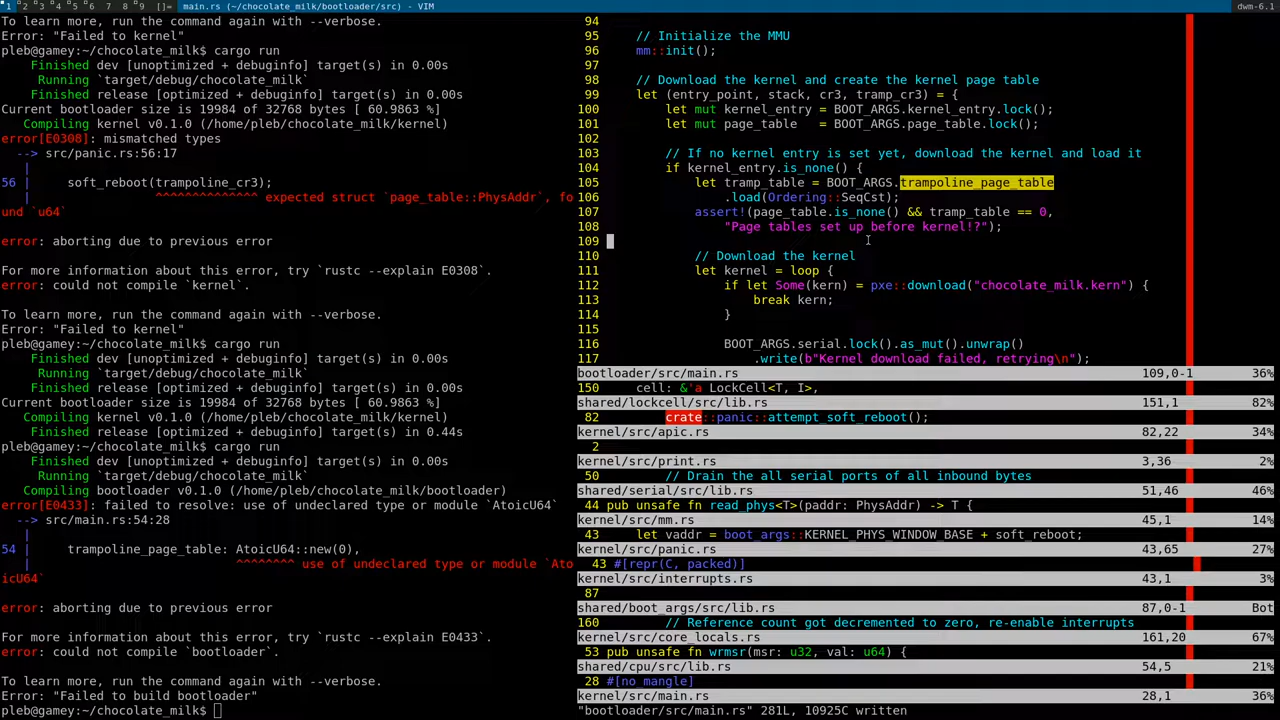 1 2 3 4 5 6 7 8 9 []= main.rs (~/chocolate_milk/bootloader/src) - VIM dwm-6.1
To learn more, run the command again with --verbose.
Error: "Failed to kernel"
pleb@gamey:~/chocolate_milk$ cargo run
    Finished dev [unoptimized + debuginfo] target(s) in 0.00s
     Running `target/debug/chocolate_milk`
    Finished release [optimized + debuginfo] target(s) in 0.00s
Current bootloader size is 19984 of 32768 bytes [ 60.9863 %]
   Compiling kernel v0.1.0 (/home/pleb/chocolate_milk/kernel)
error[E0308]: mismatched types
  --> src/panic.rs:56:17
   |
56 |     soft_reboot(trampoline_cr3);
   |                 ^^^^^^^^^^^^^^ expected struct `page_table::PhysAddr`, fo
und `u64`
error: aborting due to previous error
For more information about this error, try `rustc --explain E0308`.
error: could not compile `kernel`.
To learn more, run the command again with --verbose.
Error: "Failed to kernel"
pleb@gamey:~/chocolate_milk$ cargo run
    Finished dev [unoptimized + debuginfo] target(s) in 0.00s
     Running `target/debug/chocolate_milk`
    Finished release [optimized + debuginfo] target(s) in 0.00s
Current bootloader size is 19984 of 32768 bytes [ 60.9863 %]
   Compiling kernel v0.1.0 (/home/pleb/chocolate_milk/kernel)
    Finished release [optimized + debuginfo] target(s) in 0.44s
pleb@gamey:~/chocolate_milk$ cargo run
    Finished dev [unoptimized + debuginfo] target(s) in 0.00s
     Running `target/debug/chocolate_milk`
   Compiling bootloader v0.1.0 (/home/pleb/chocolate_milk/bootloader)
error[E0433]: failed to resolve: use of undeclared type or module `AtoicU64`
  --> src/main.rs:54:28
   |
54 |     trampoline_page_table: AtoicU64::new(0),
   |                            ^^^^^^^^ use of undeclared type or module `Ato
icU64`
error: aborting due to previous error
For more information about this error, try `rustc --explain E0433`.
error: could not compile `bootloader`.
To learn more, run the command again with --verbose.
Error: "Failed to build bootloader"
pleb@gamey:~/chocolate_milk$
94
95     // Initialize the MMU
96     mm::init();
97
98     // Download the kernel and create the kernel page table
99     let (entry_point, stack, cr3, tramp_cr3) = {
100         let mut kernel_entry = BOOT_ARGS.kernel_entry.lock();
101         let mut page_table   = BOOT_ARGS.page_table.lock();
102
103         // If no kernel entry is set yet, download the kernel and load it
104         if kernel_entry.is_none() {
105             let tramp_table = BOOT_ARGS.trampoline_page_table
106                 .load(Ordering::SeqCst);
107             assert!(page_table.is_none() && tramp_table == 0,
108                 "Page tables set up before kernel!?");
109
110             // Download the kernel
111             let kernel = loop {
112                 if let Some(kern) = pxe::download("chocolate_milk.kern") {
113                     break kern;
114                 }
115
116                 BOOT_ARGS.serial.lock().as_mut().unwrap()
117                     .write(b"Kernel download failed, retrying\n");
bootloader/src/main.rs 109,0-1 36%
150     cell: &'a LockCell<T, I>,
shared/lockcell/src/lib.rs 151,1 82%
82         crate::panic::attempt_soft_reboot();
kernel/src/apic.rs 82,22 34%
2
kernel/src/print.rs 3,36 2%
50         // Drain the all serial ports of all inbound bytes
shared/serial/src/lib.rs 51,46 46%
44 pub unsafe fn read_phys<T>(paddr: PhysAddr) -> T {
kernel/src/mm.rs 45,1 14%
43     let vaddr = boot_args::KERNEL_PHYS_WINDOW_BASE + soft_reboot;
kernel/src/panic.rs 43,65 27%
43 #[repr(C, packed)]
kernel/src/interrupts.rs 43,1 3%
87
shared/boot_args/src/lib.rs 87,0-1 Bot
160         // Reference count got decremented to zero, re-enable interrupts
kernel/src/core_locals.rs 161,20 67%
53 pub unsafe fn wrmsr(msr: u32, val: u64) {
shared/cpu/src/lib.rs 54,5 21%
28 #[no_mangle]
kernel/src/main.rs 28,1 36%
"bootloader/src/main.rs" 281L, 10925C written